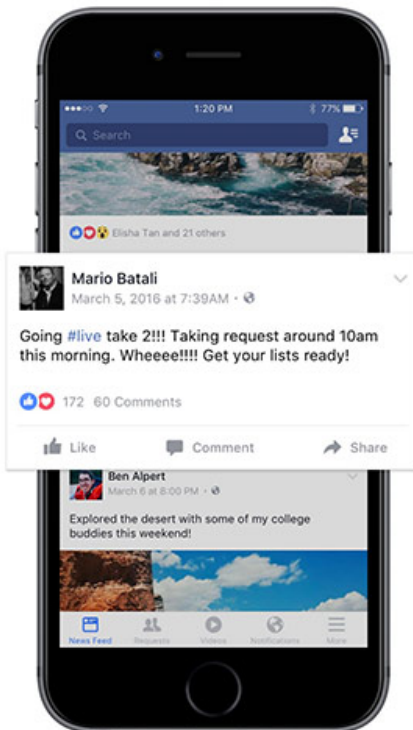 1:20 PM 77%
Search
Elisha Tan and 21 others
Mario Batali
March 5, 2016 at 7:39AM
Going #live take 2!!! Taking request around 10am
this morning. Wheeee!!!! Get your lists ready!
172 60 Comments
Like Comment Share
Ben Alpert
March 6 at 8:00 PM
Explored the desert with some of my college
buddies this weekend!
News Feed Requests Videos Notifications More